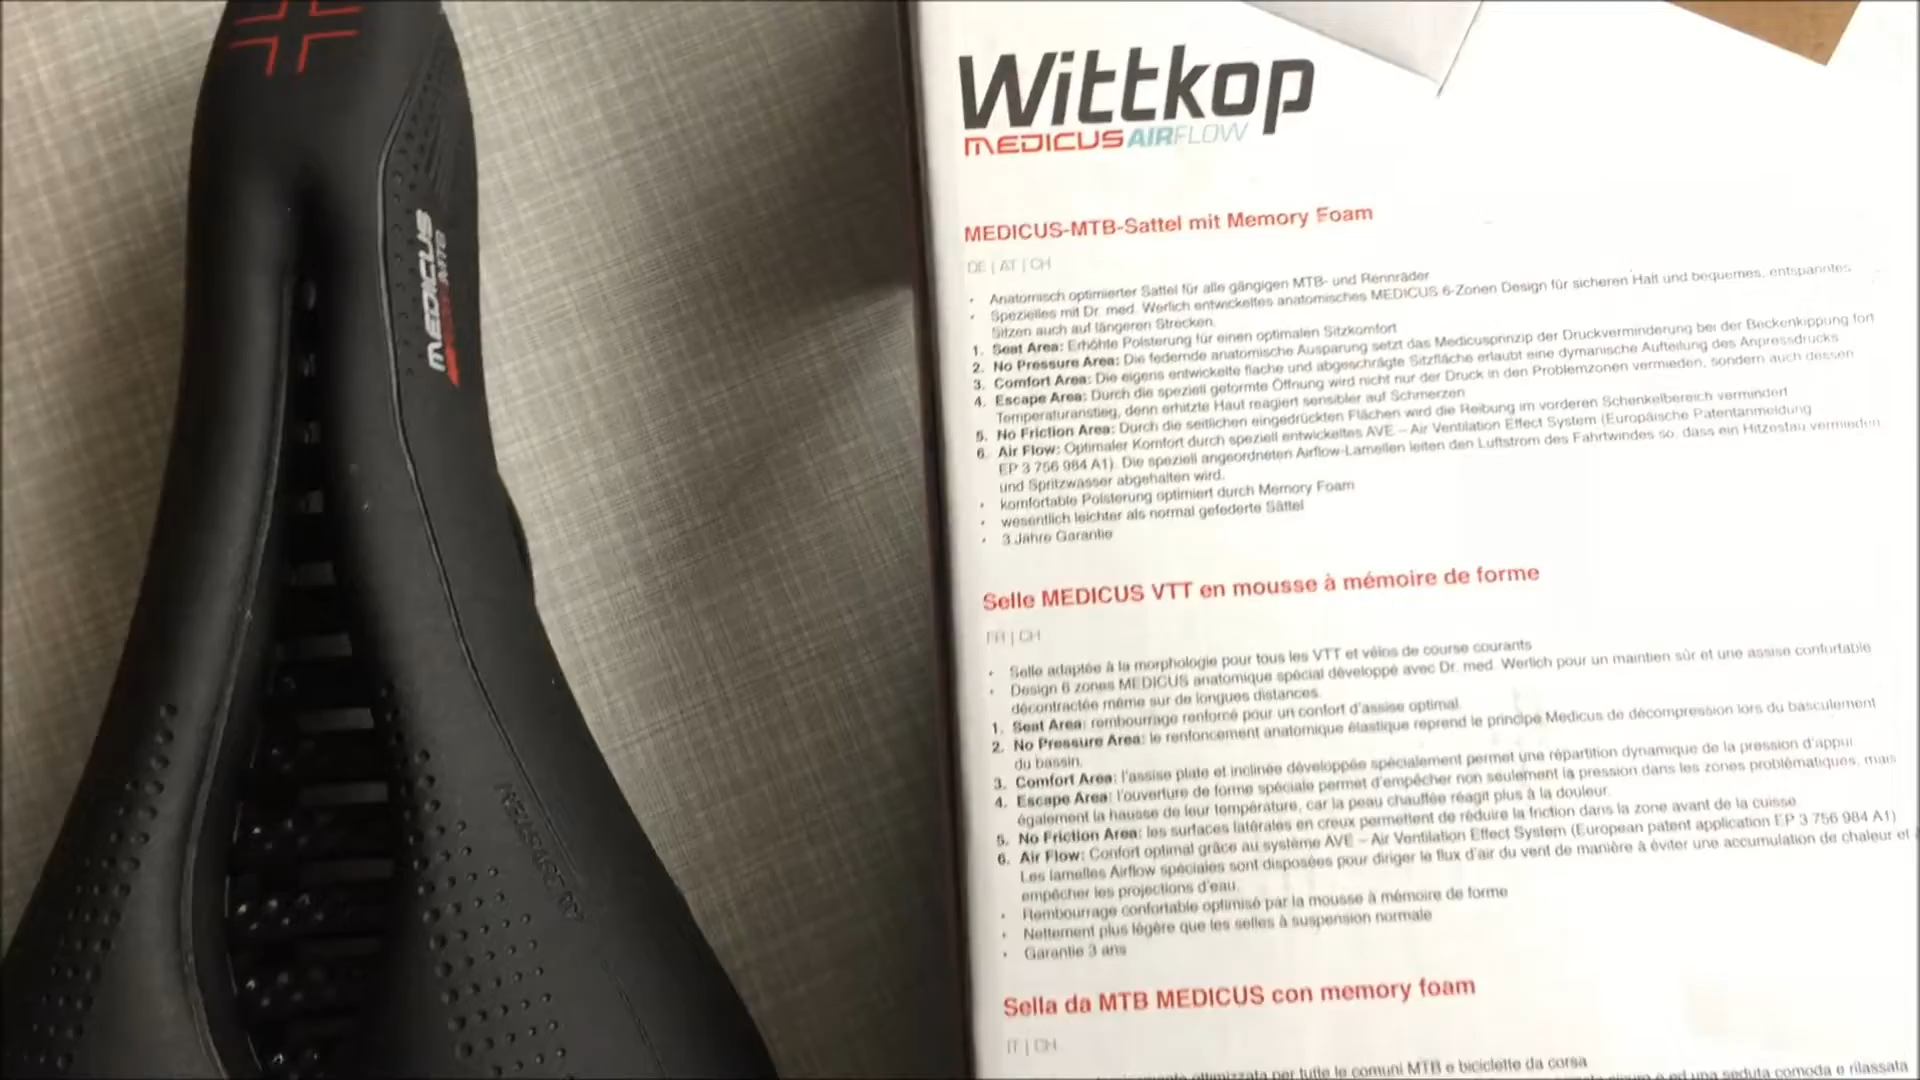 MEDICUS
MTB
Wittkop
MEDICUS AIRFLOW
MEDICUS-MTB-Sattel mit Memory Foam
DE | AT | CH
• Anatomisch optimierter Sattel für alle gängigen MTB- und Rennräder
• Spezielles mit Dr. med. Werlich entwickeltes anatomisches MEDICUS 6-Zonen Design für sicheren Halt und bequemes, entspanntes
Sitzen auch auf längeren Strecken.
1. Seat Area: Erhöhte Polsterung für einen optimalen Sitzkomfort
2. No Pressure Area: Die federnde anatomische Ausparung setzt das Medicusprinzip der Druckverminderung bei der Beckenkippung fort
3. Comfort Area: Die eigens entwickelte flache und abgeschrägte Sitzfläche erlaubt eine dymanische Aufteilung des Anpressdrucks
4. Escape Area: Durch die speziell geformte Öffnung wird nicht nur der Druck in den Problemzonen vermieden, sondern auch dessen
Temperaturanstieg, denn erhitzte Haut reagiert sensibler auf Schmerzen
5. No Friction Area: Durch die seitlichen eingedrückten Flächen wird die Reibung im vorderen Schenkelbereich vermindert
6. Air Flow: Optimaler Komfort durch speziell entwickeltes AVE – Air Ventilation Effect System (Europäische Patentanmeldung
EP 3 756 984 A1). Die speziell angeordneten Airflow-Lamellen leiten den Luftstrom des Fahrtwindes so, dass ein Hitzestau vermieden
und Spritzwasser abgehalten wird.
• komfortable Polsterung optimiert durch Memory Foam
• wesentlich leichter als normal gefederte Sättel
• 3 Jahre Garantie
Selle MEDICUS VTT en mousse à mémoire de forme
FR | CH
• Selle adaptée à la morphologie pour tous les VTT et vélos de course courants
• Design 6 zones MEDICUS anatomique spécial développé avec Dr. med. Werlich pour un maintien sûr et une assise confortable
décontractée même sur de longues distances.
1. Seat Area: rembourrage renforcé pour un confort d'assise optimal.
2. No Pressure Area: le renfoncement anatomique élastique reprend le principe Medicus de décompression lors du basculement
du bassin.
3. Comfort Area: l'assise plate et inclinée développée spécialement permet une répartition dynamique de la pression d'appui.
4. Escape Area: l'ouverture de forme spéciale permet d'empêcher non seulement la pression dans les zones problématiques, mais
également la hausse de leur température, car la peau chauffée réagit plus à la douleur.
5. No Friction Area: les surfaces latérales en creux permettent de réduire la friction dans la zone avant de la cuisse
6. Air Flow: Confort optimal grâce au système AVE – Air Ventilation Effect System (European patent application EP 3 756 984 A1)
Les lamelles Airflow spéciales sont disposées pour diriger le flux d'air du vent de manière à éviter une accumulation de chaleur et
empêcher les projections d'eau.
• Rembourrage confortable optimisé par la mousse à mémoire de forme
• Nettement plus légère que les selles à suspension normale
• Garantie 3 ans
Sella da MTB MEDICUS con memory foam
IT | CH
ottimizzata per tutte le comuni MTB e biciclette da corsa
ed una seduta comoda e rilassata